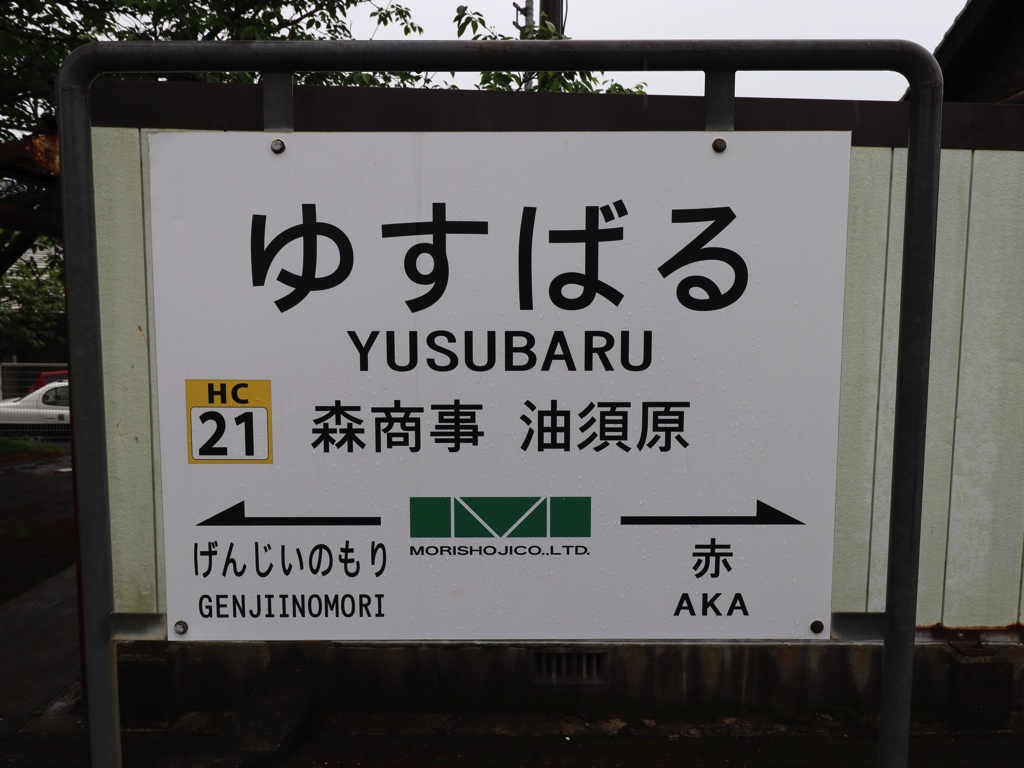 ゆすばる
YUSUBARU
HC
21
森商事 油須原
MORISHOJICO.,LTD.
げんじいのもり
GENJIINOMORI
赤
AKA